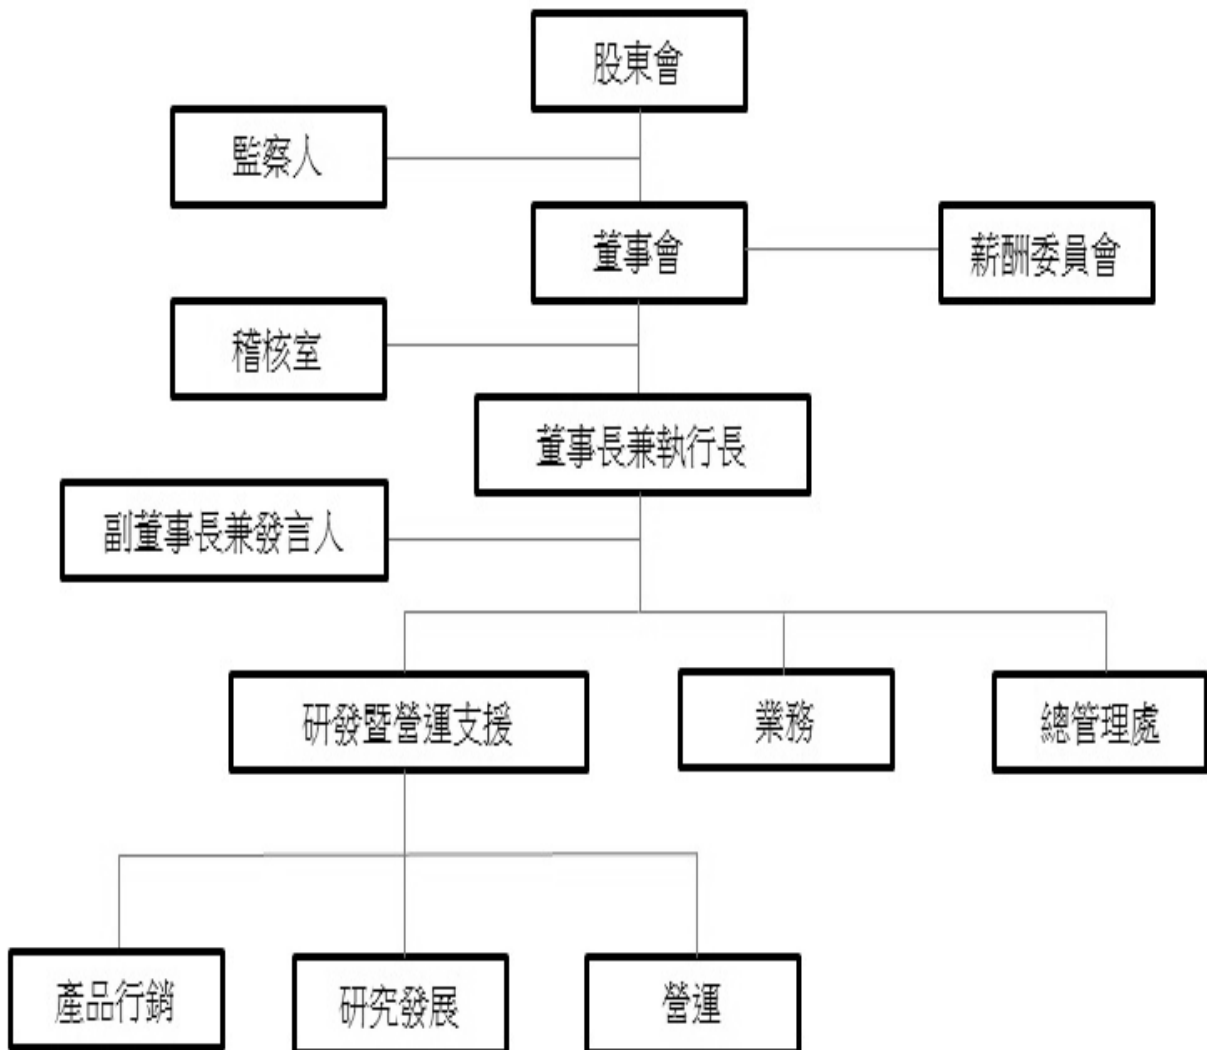 股東會
監察人
董事會
薪酬委員會
稽核室
董事長兼執行長
副董事長兼發言人
研發暨營運支援
業務
總管理處
產品行銷
研究發展
營運